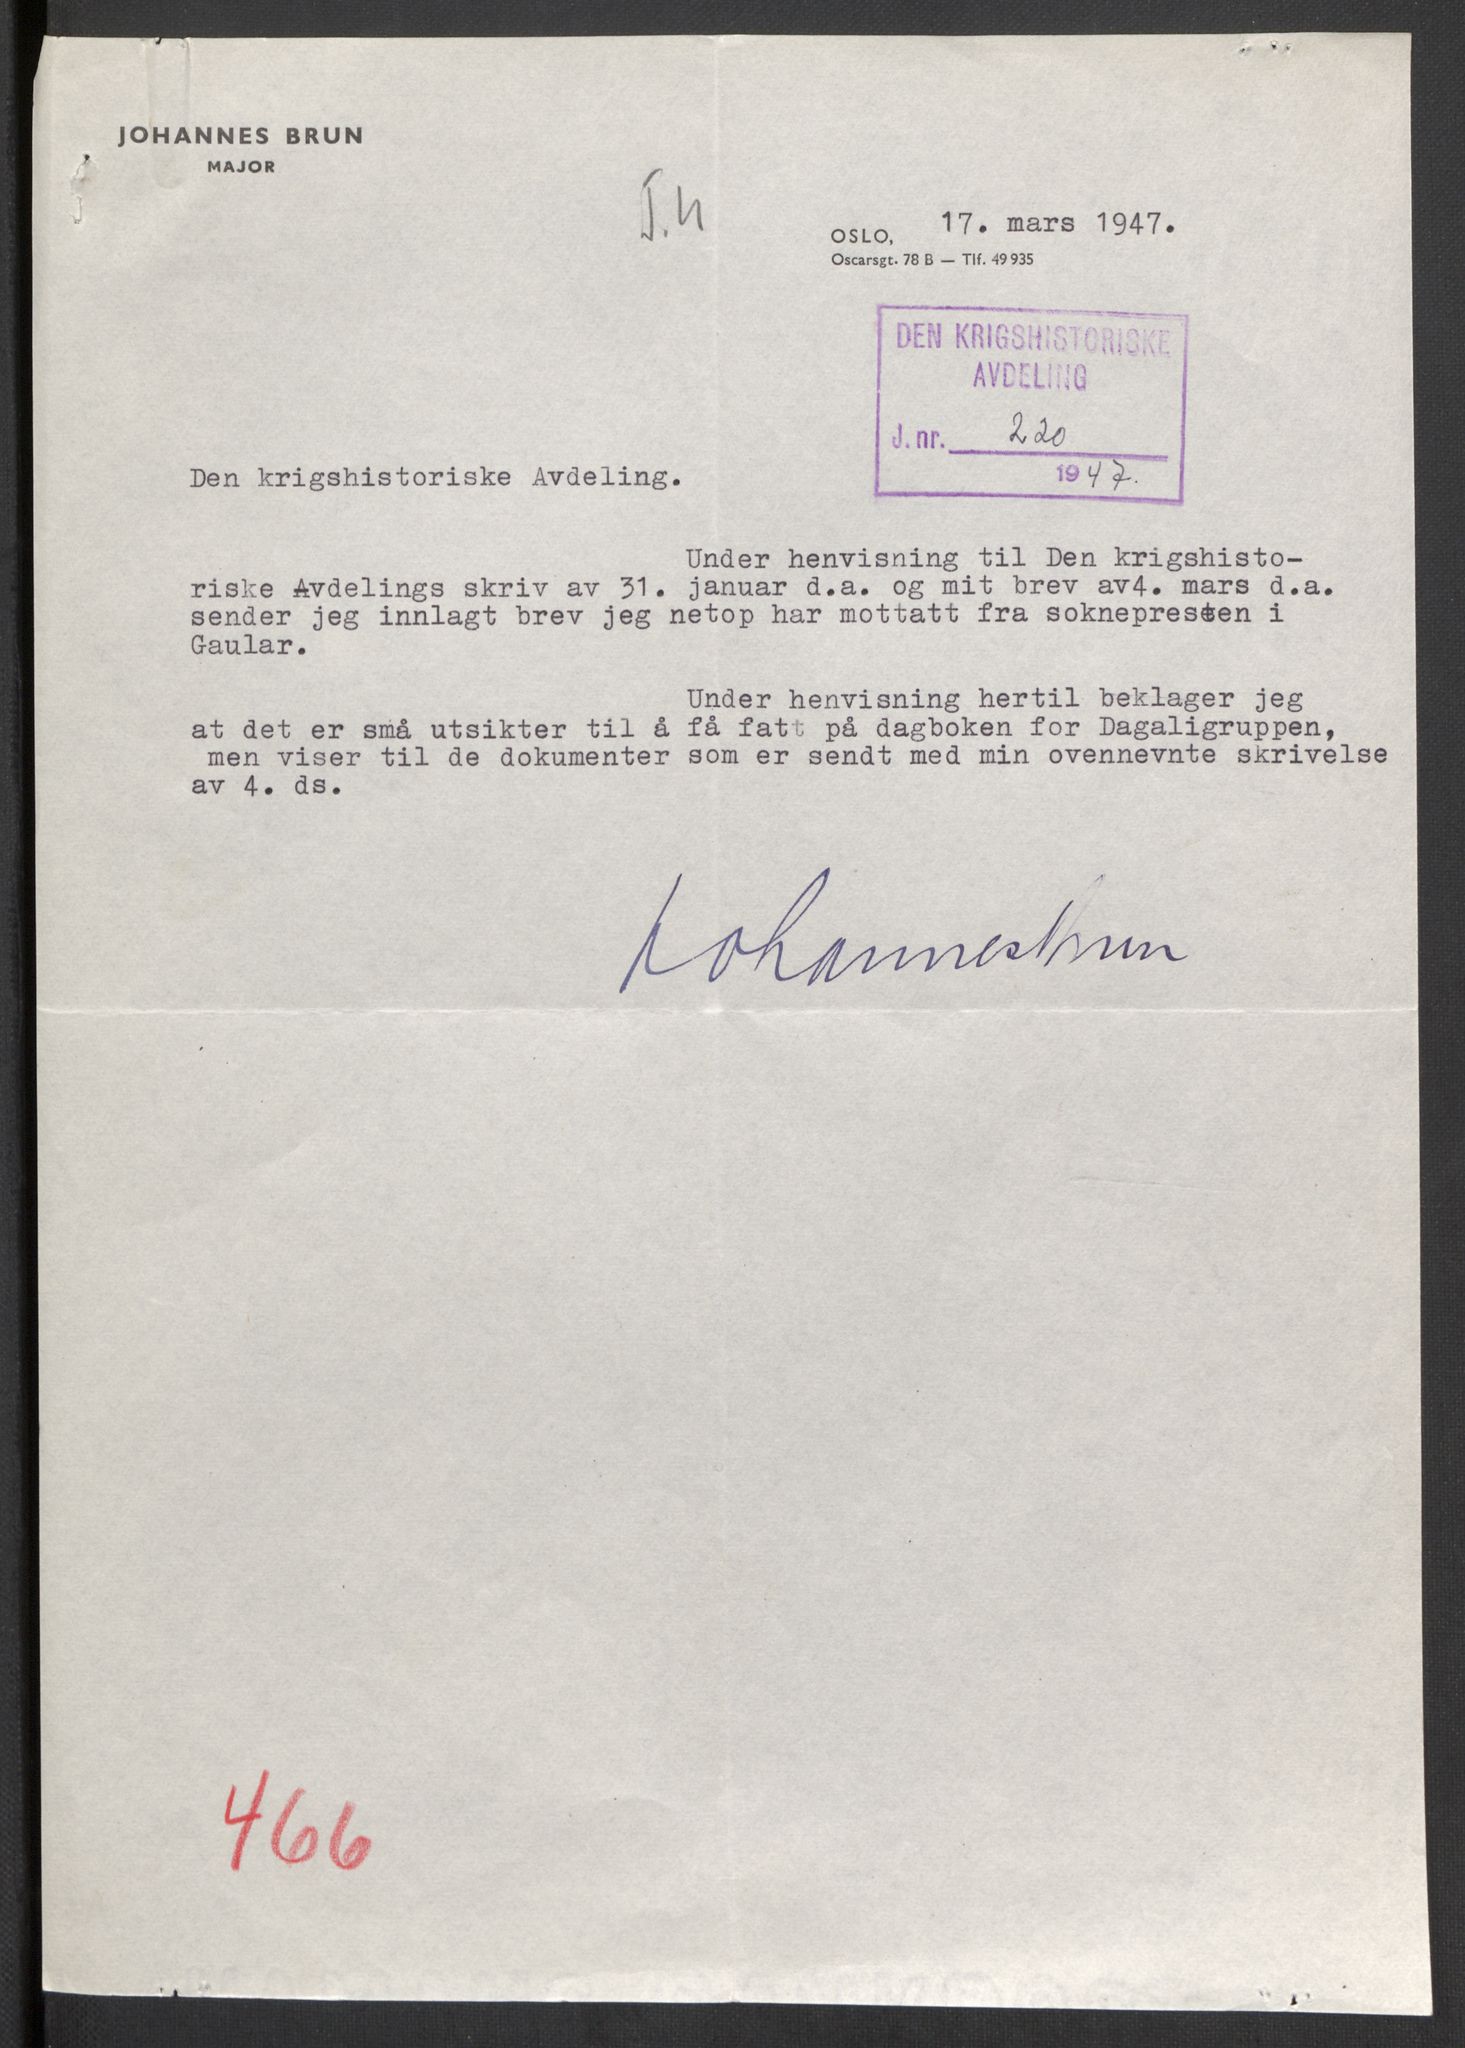 JOHANNES BRUN
MAJOR
OSLO, 17. mars 1947.
Oscarsgt. 78 B — Tlf. 49 935
DEN KRIGSHISTORISKE
AVDELING
J. nr. 220
1947.
Den krigshistoriske Avdeling.
Under henvisning til Den krigshisto-
riske Avdelings skriv av 31. januar d.a. og mit brev av4. mars d.a.
sender jeg innlagt brev jeg netop har mottatt fra soknepresten i
Gaular.
Under henvisning hertil beklager jeg
at det er små utsikter til å få fatt på dagboken for Dagaligruppen,
men viser til de dokumenter som er sendt med min ovennevnte skrivelse
av 4. ds.
Johannes Brun
466